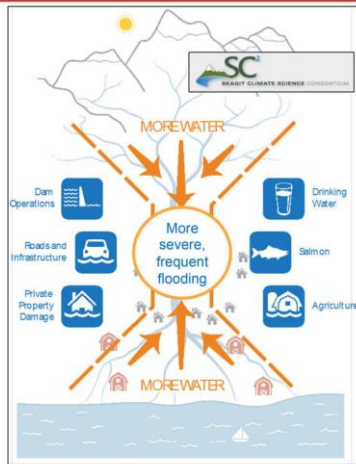 SC²
SKAGIT CLIMATE SCIENCE CONSORTIUM
MORE WATER
Dam
Operations
Drinking
Water
More
severe,
frequent
flooding
Roads and
Infrastructure
Salmon
Private
Property
Damage
Agriculture
MORE WATER